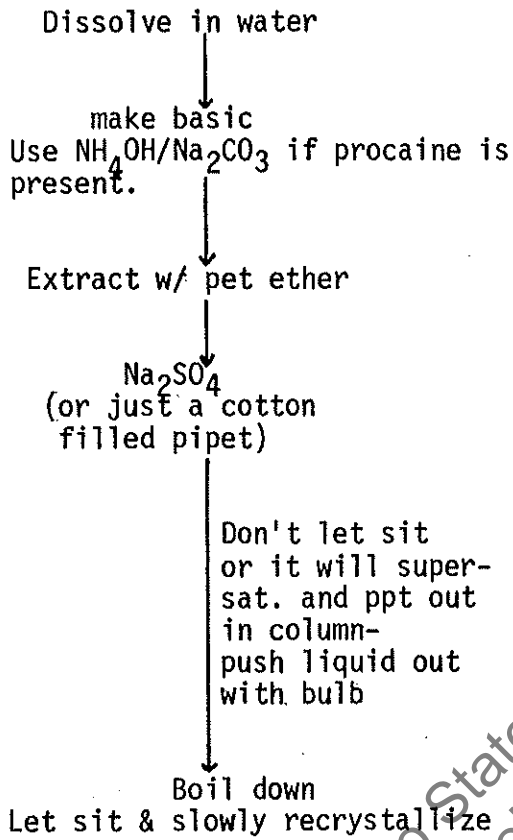 Dissolve in water
make basic
Use NH₄OH/Na₂CO₃ if procaine is
present.
Extract w/ pet ether
Na₂SO₄
(or just a cotton
filled pipet)
Don't let sit
or it will super-
sat. and ppt out
in column-
push liquid out
with bulb
Boil down
Let sit & slowly recrystallize
State